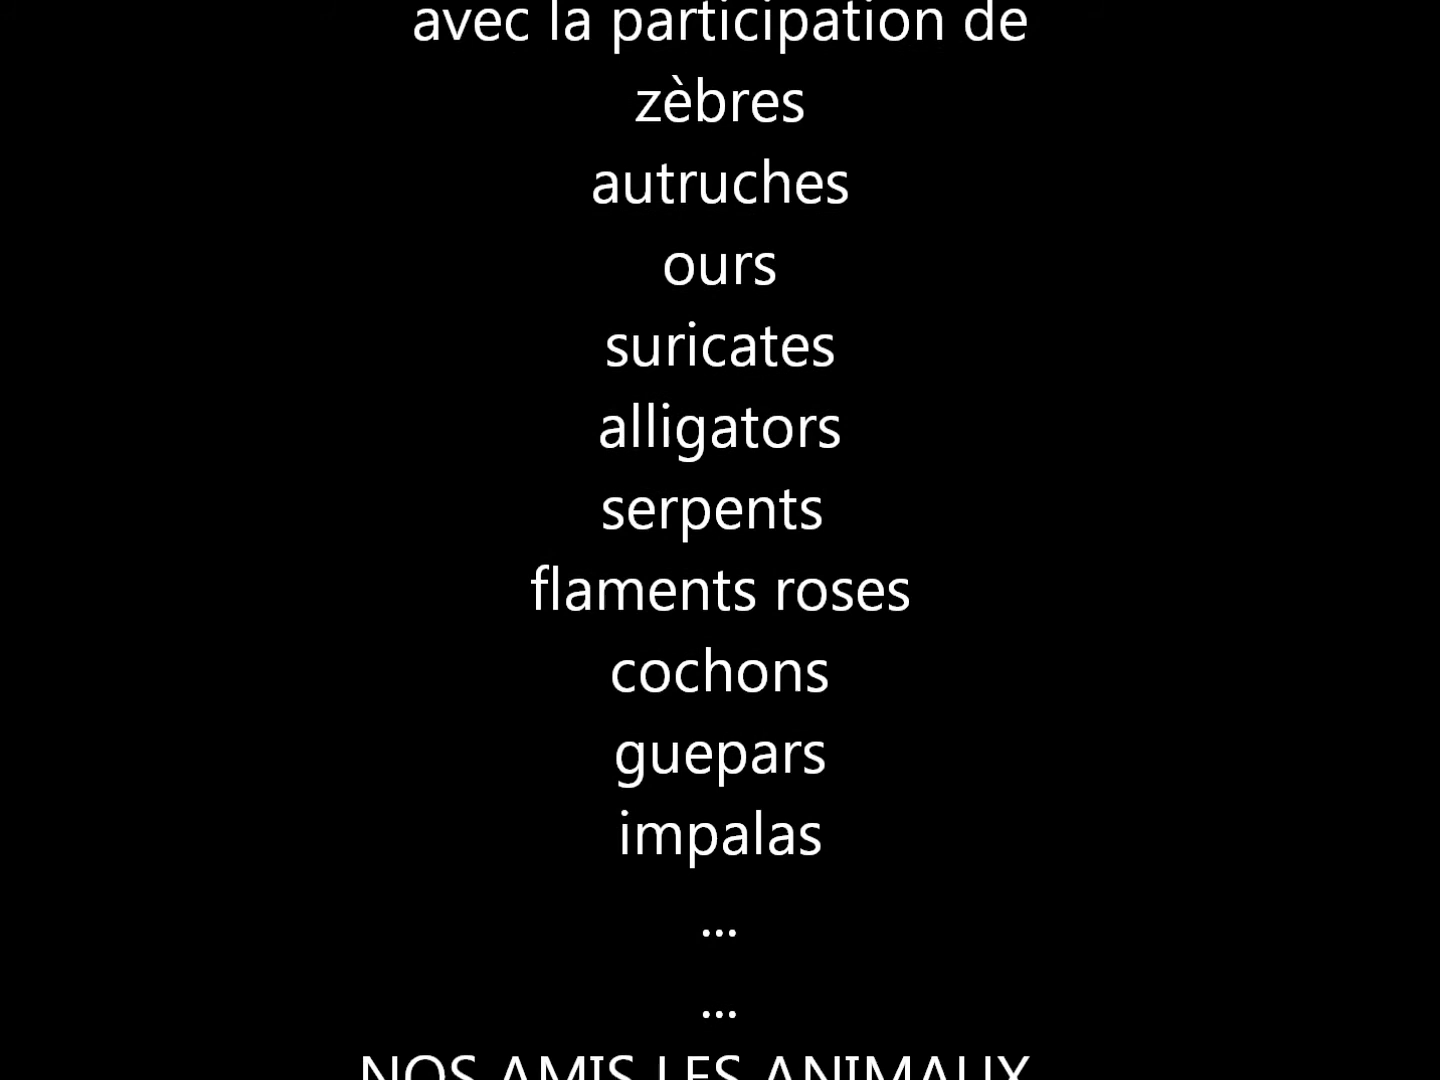 avec la participation de
zèbres
autruches
ours
suricates
alligators
serpents
flaments roses
cochons
guepars
impalas
...
...
NOS AMIS LES ANIMAUX